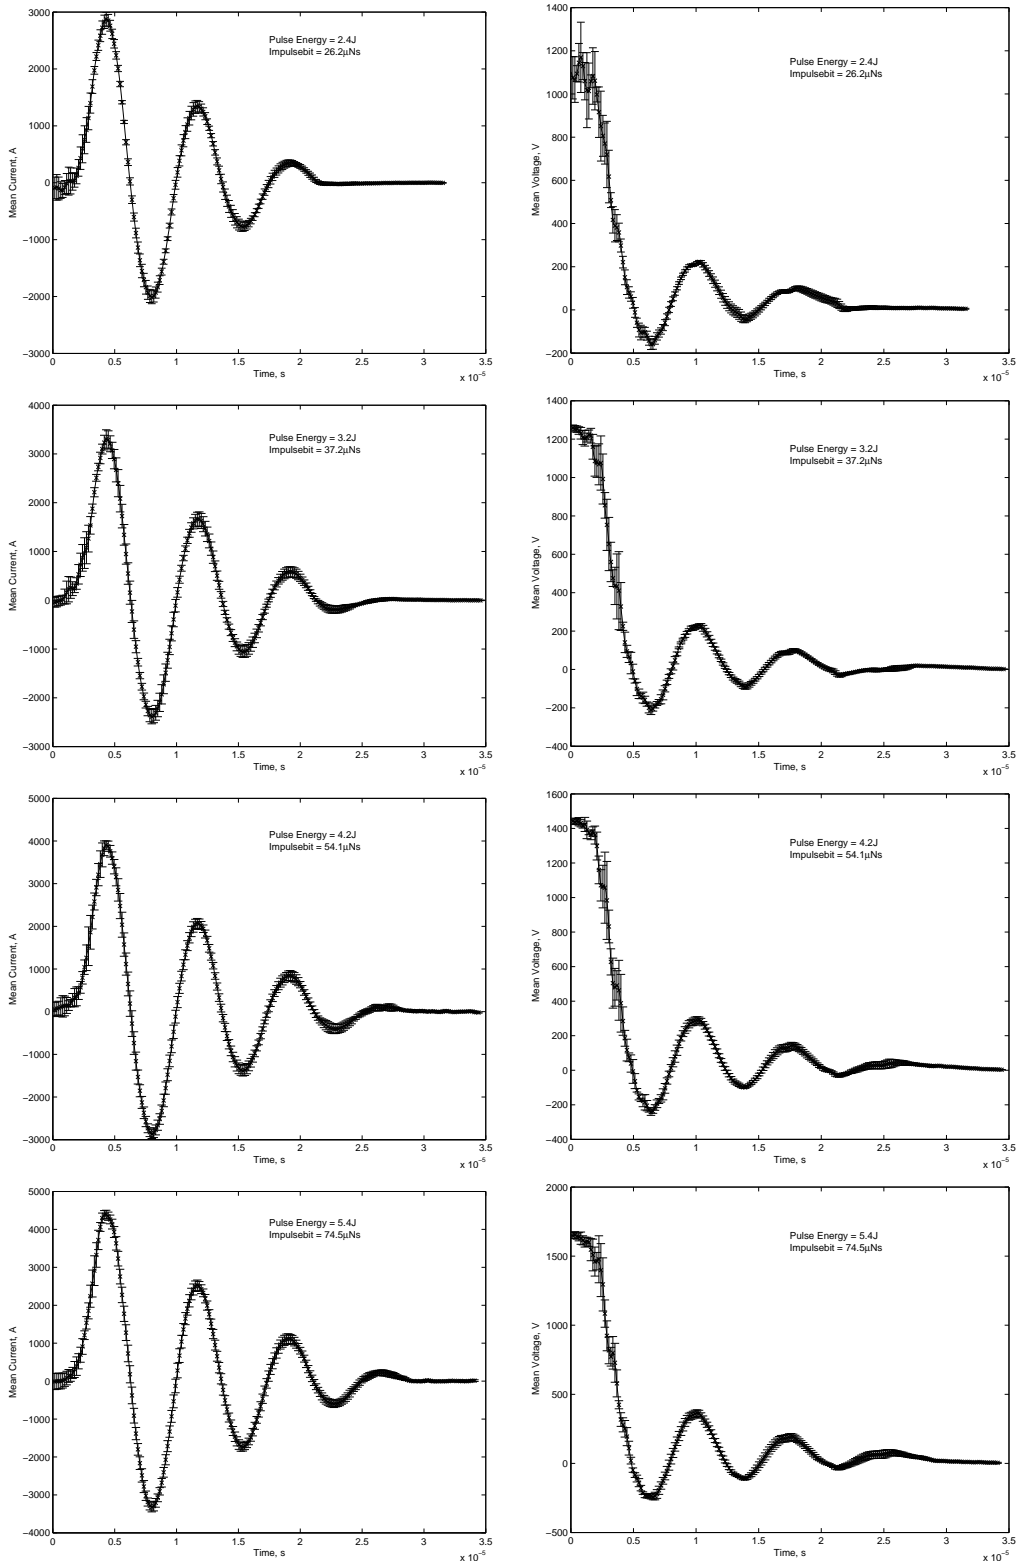 3000
2000
1000
0
−1000
−2000
−3000
Mean Current, A
Pulse Energy = 2.4J
Impulsebit = 26.2μNs
0 0.5 1 1.5 2 2.5 3 3.5
Time, s
x 10⁻⁵
1400
1200
1000
800
600
400
200
0
−200
Mean Voltage, V
Pulse Energy = 2.4J
Impulsebit = 26.2μNs
0 0.5 1 1.5 2 2.5 3 3.5
Time, s
x 10⁻⁵
4000
3000
2000
1000
0
−1000
−2000
−3000
Mean Current, A
Pulse Energy = 3.2J
Impulsebit = 37.2μNs
0 0.5 1 1.5 2 2.5 3 3.5
Time, s
x 10⁻⁵
1400
1200
1000
800
600
400
200
0
−200
−400
Mean Voltage, V
Pulse Energy = 3.2J
Impulsebit = 37.2μNs
0 0.5 1 1.5 2 2.5 3 3.5
Time, s
x 10⁻⁵
5000
4000
3000
2000
1000
0
−1000
−2000
−3000
Mean Current, A
Pulse Energy = 4.2J
Impulsebit = 54.1μNs
0 0.5 1 1.5 2 2.5 3 3.5
Time, s
x 10⁻⁵
1600
1400
1200
1000
800
600
400
200
0
−200
−400
Mean Voltage, V
Pulse Energy = 4.2J
Impulsebit = 54.1μNs
0 0.5 1 1.5 2 2.5 3 3.5
Time, s
x 10⁻⁵
5000
4000
3000
2000
1000
0
−1000
−2000
−3000
−4000
Mean Current, A
Pulse Energy = 5.4J
Impulsebit = 74.5μNs
0 0.5 1 1.5 2 2.5 3 3.5
Time, s
x 10⁻⁵
2000
1500
1000
500
0
−500
Mean Voltage, V
Pulse Energy = 5.4J
Impulsebit = 74.5μNs
0 0.5 1 1.5 2 2.5 3 3.5
Time, s
x 10⁻⁵